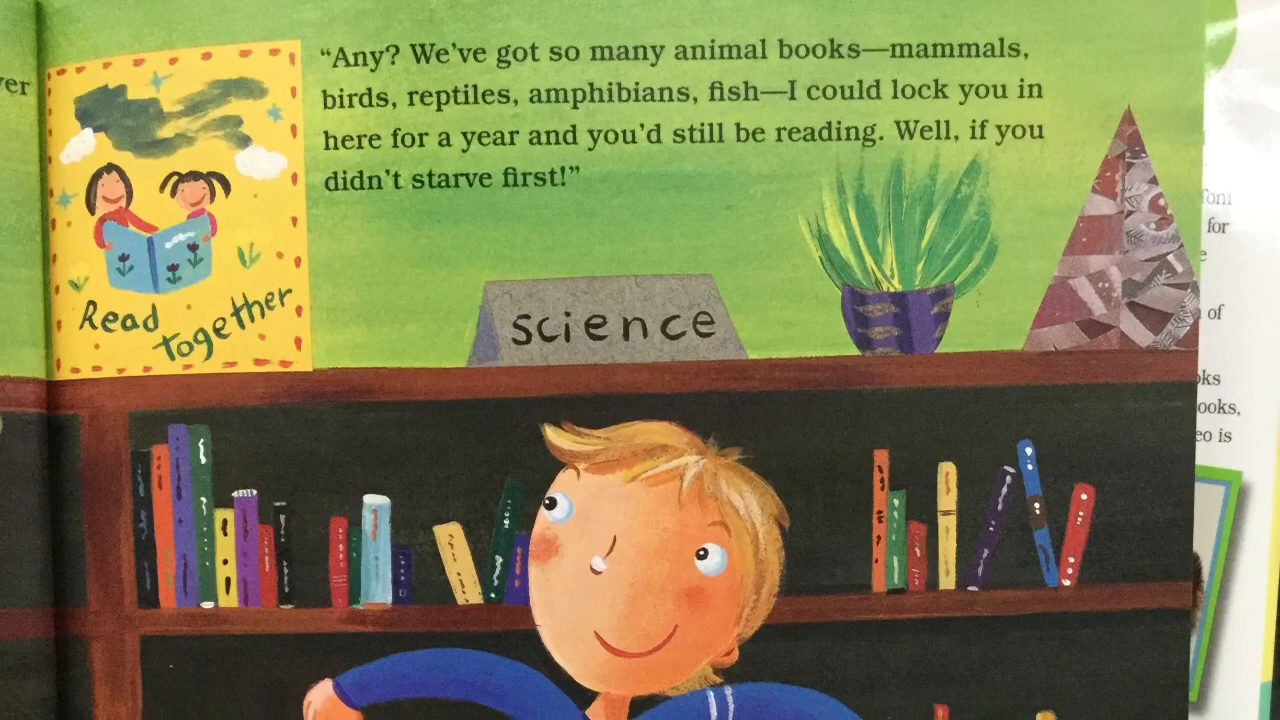 "Any? We've got so many animal books—mammals,
birds, reptiles, amphibians, fish—I could lock you in
here for a year and you'd still be reading. Well, if you
didn't starve first!"
Read
together
science
for
of